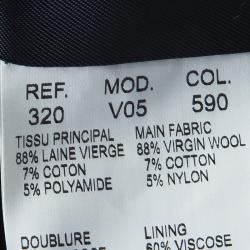 REF. MOD. COL.
320 V05 590
TISSU PRINCIPAL MAIN FABRIC
88% LAINE VIERGE 88% VIRGIN WOOL
7% COTON 7% COTTON
5% POLYAMIDE 5% NYLON
DOUBLURE LINING
60% VISCOSE